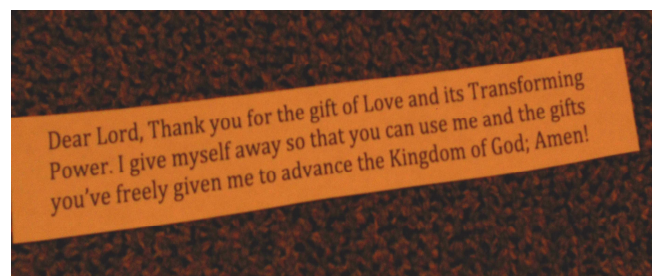 Dear Lord, Thank you for the gift of Love and its Transforming
Power. I give myself away so that you can use me and the gifts
you've freely given me to advance the Kingdom of God; Amen!